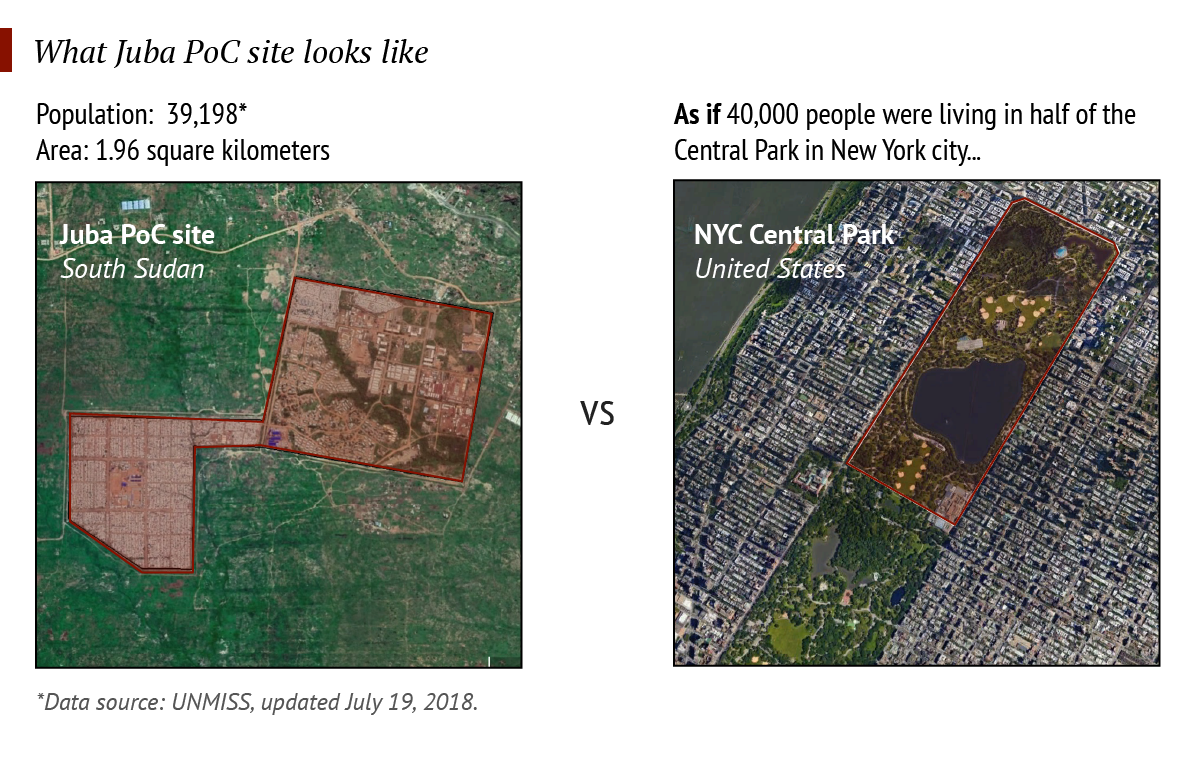 What Juba PoC site looks like
Population: 39,198*
Area: 1.96 square kilometers
Juba PoC site
South Sudan
VS
As if 40,000 people were living in half of the
Central Park in New York city...
NYC Central Park
United States
*Data source: UNMISS, updated July 19, 2018.